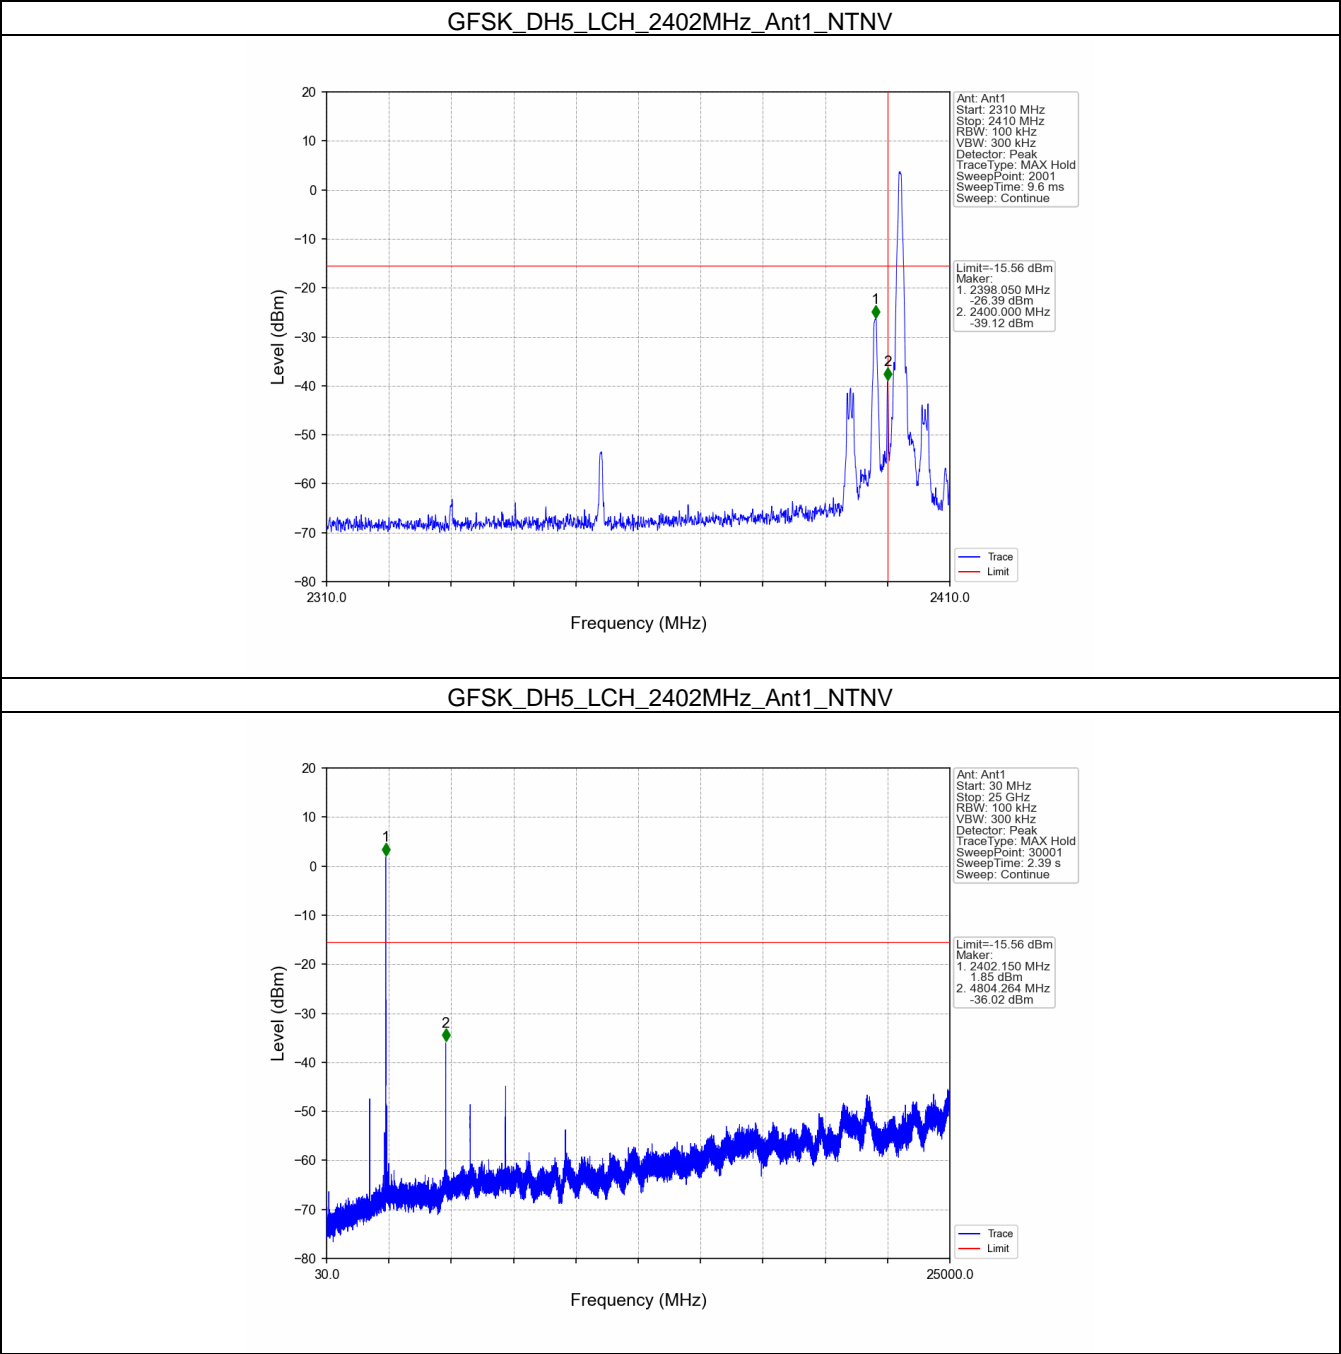 GFSK_DH5_LCH_2402MHz_Ant1_NTNV
20
10
0
−10
−20
−30
−40
−50
−60
−70
−80
Level (dBm)
1
2
2310.0
2410.0
Frequency (MHz)
Ant: Ant1
Start: 2310 MHz
Stop: 2410 MHz
RBW: 100 kHz
VBW: 300 kHz
Detector: Peak
TraceType: MAX Hold
SweepPoint: 2001
SweepTime: 9.6 ms
Sweep: Continue
Limit=-15.56 dBm
Maker:
1. 2398.050 MHz
-26.39 dBm
2. 2400.000 MHz
-39.12 dBm
Trace
Limit
GFSK_DH5_LCH_2402MHz_Ant1_NTNV
20
10
0
−10
−20
−30
−40
−50
−60
−70
−80
Level (dBm)
1
2
30.0
25000.0
Frequency (MHz)
Ant: Ant1
Start: 30 MHz
Stop: 25 GHz
RBW: 100 kHz
VBW: 300 kHz
Detector: Peak
TraceType: MAX Hold
SweepPoint: 30001
SweepTime: 2.39 s
Sweep: Continue
Limit=-15.56 dBm
Maker:
1. 2402.150 MHz
1.85 dBm
2. 4804.264 MHz
-36.02 dBm
Trace
Limit